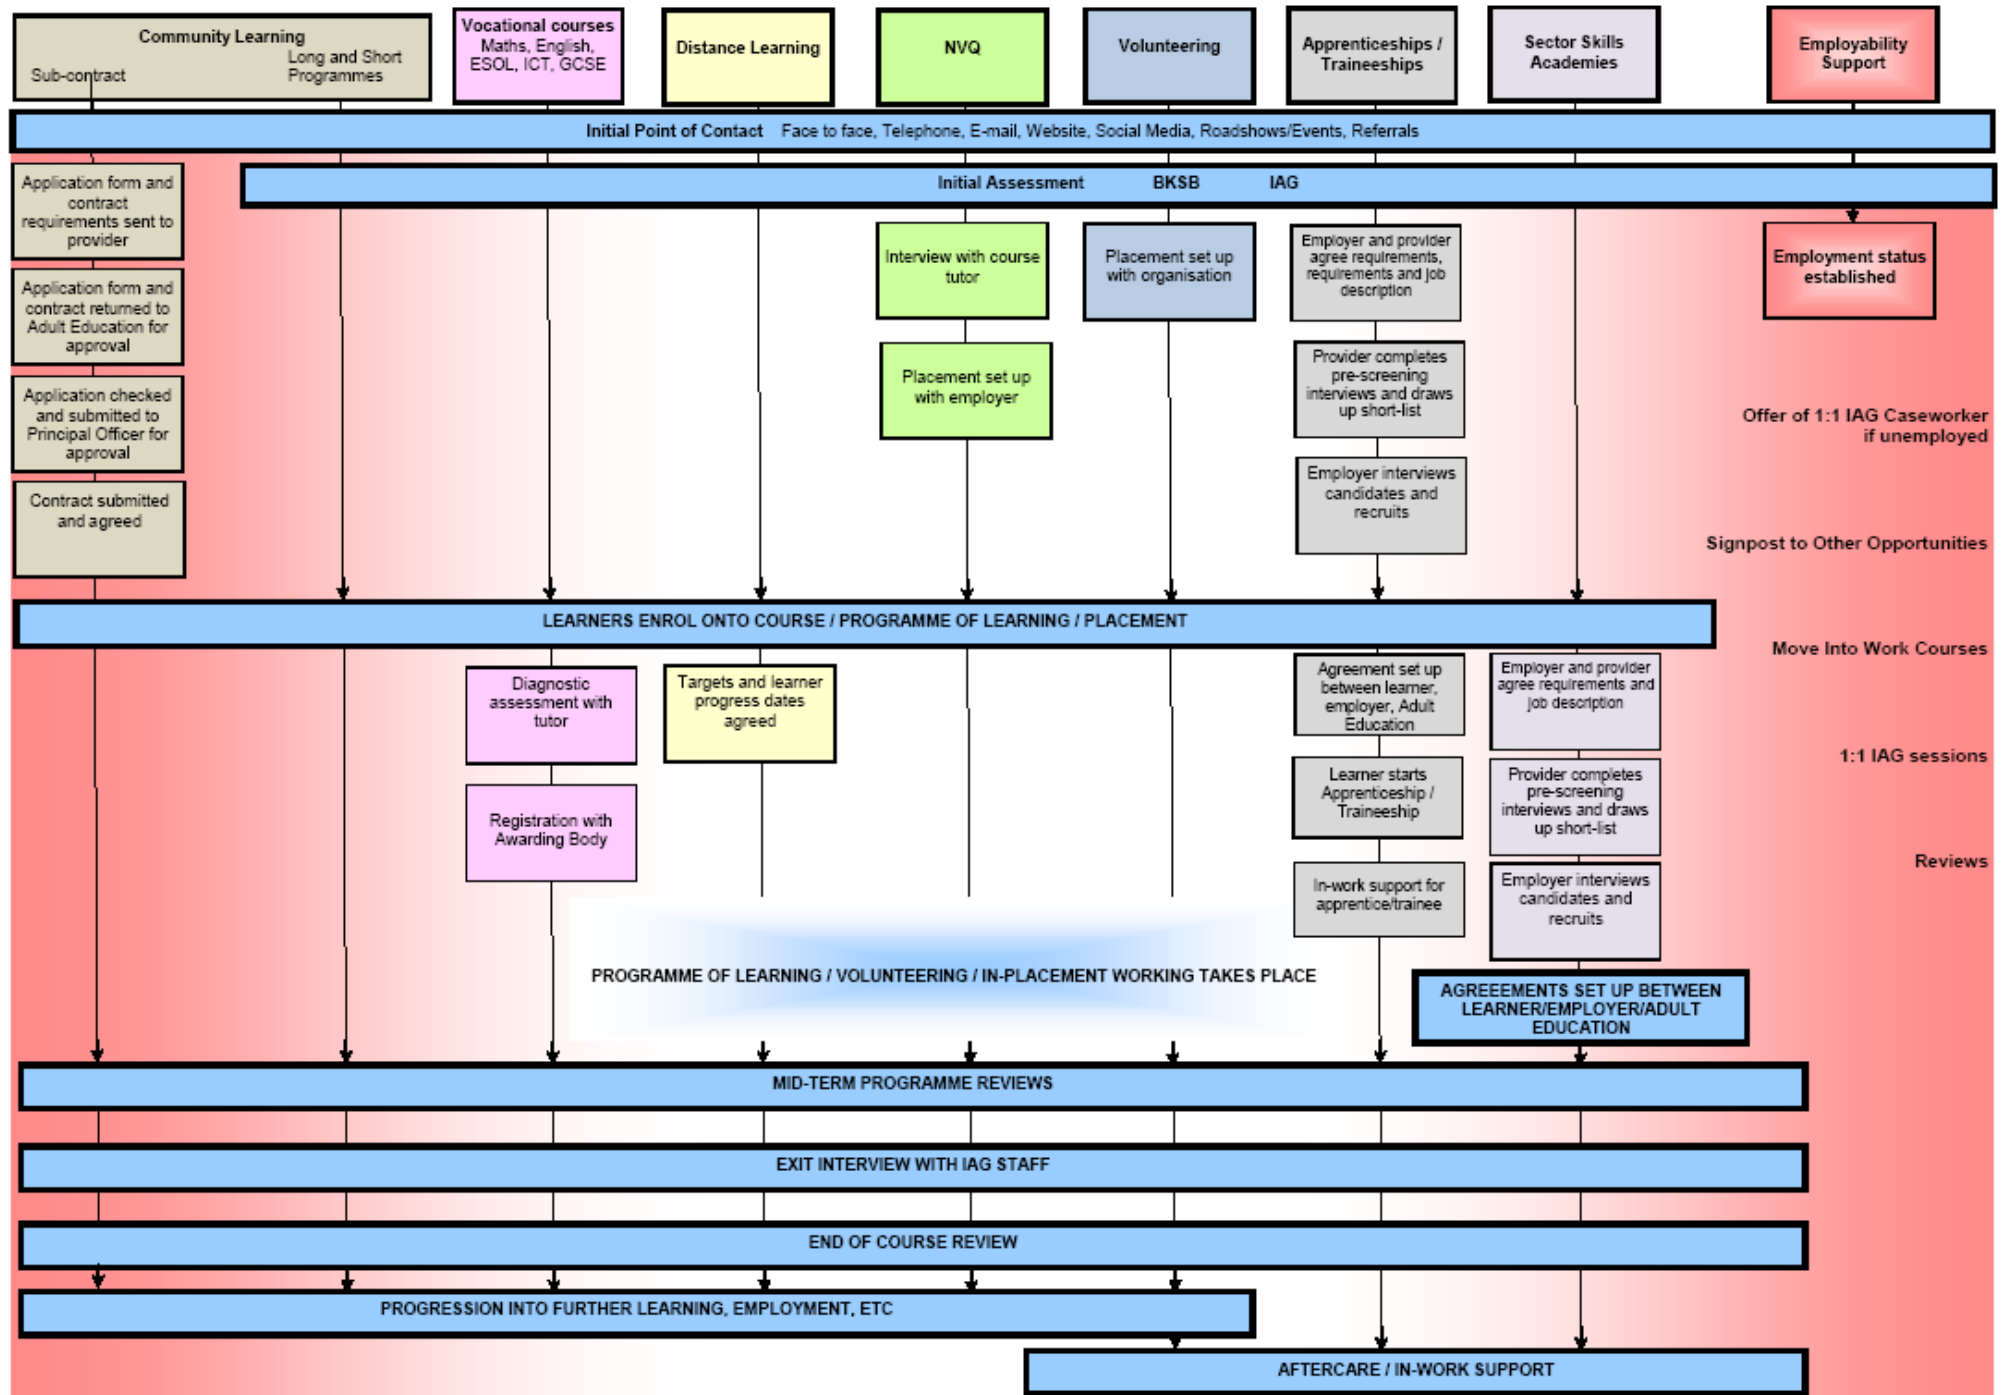 Community Learning
Sub-contract
Long and Short
Programmes
Vocational courses
Maths, English,
ESOL, ICT, GCSE
Distance Learning
NVQ
Volunteering
Apprenticeships /
Traineeships
Sector Skills
Academies
Employability
Support
Initial Point of Contact Face to face, Telephone, E-mail, Website, Social Media, Roadshows/Events, Referrals
Initial Assessment BKSB IAG
Application form and
contract
requirements sent to
provider
Application form and
contract returned to
Adult Education for
approval
Application checked
and submitted to
Principal Officer for
approval
Contract submitted
and agreed
Interview with course
tutor
Placement set up
with employer
Placement set up
with organisation
Employer and provider
agree requirements,
requirements and job
description
Provider completes
pre-screening
interviews and draws
up short-list
Employer interviews
candidates and
recruits
Employment status
established
Offer of 1:1 IAG Caseworker
if unemployed
Signpost to Other Opportunities
Move Into Work Courses
1:1 IAG sessions
Reviews
LEARNERS ENROL ONTO COURSE / PROGRAMME OF LEARNING / PLACEMENT
Diagnostic
assessment with
tutor
Registration with
Awarding Body
Targets and learner
progress dates
agreed
Agreement set up
between learner,
employer, Adult
Education
Learner starts
Apprenticeship /
Traineeship
In-work support for
apprentice/trainee
Employer and provider
agree requirements and
job description
Provider completes
pre-screening
interviews and draws
up short-list
Employer interviews
candidates and
recruits
PROGRAMME OF LEARNING / VOLUNTEERING / IN-PLACEMENT WORKING TAKES PLACE
AGREEEMENTS SET UP BETWEEN
LEARNER/EMPLOYER/ADULT
EDUCATION
MID-TERM PROGRAMME REVIEWS
EXIT INTERVIEW WITH IAG STAFF
END OF COURSE REVIEW
PROGRESSION INTO FURTHER LEARNING, EMPLOYMENT, ETC
AFTERCARE / IN-WORK SUPPORT